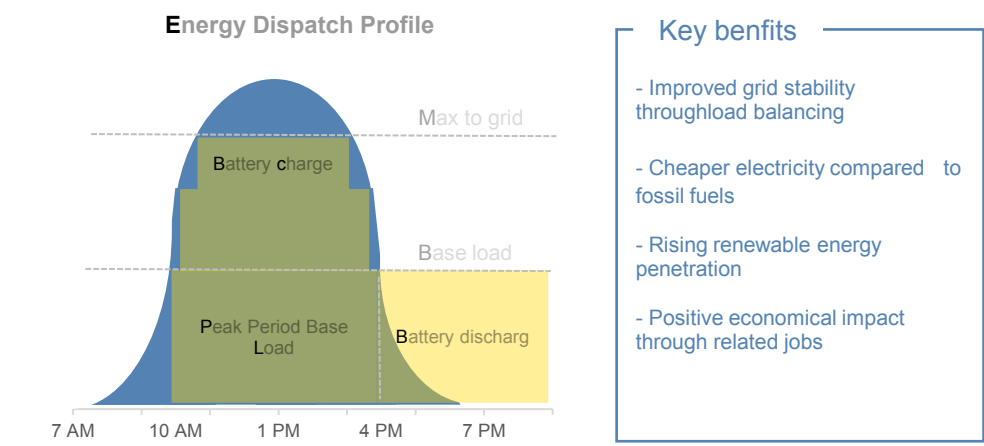 Energy Dispatch Profile
Max to grid
Battery charge
Base load
Peak Period Base
Load
Battery discharg
7 AM
10 AM
1 PM
4 PM
7 PM
Key benfits
- Improved grid stability
throughload balancing
- Cheaper electricity compared to
fossil fuels
- Rising renewable energy
penetration
- Positive economical impact
through related jobs